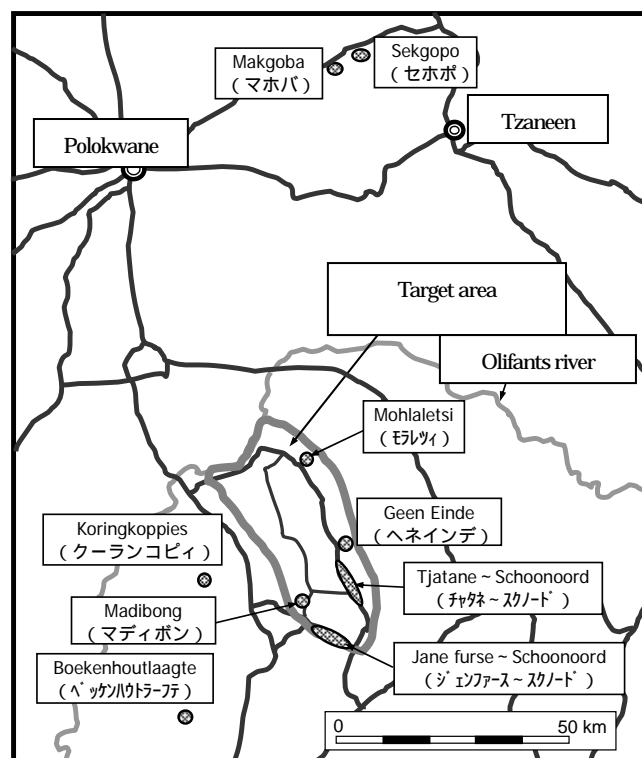 Makgoba
（マホバ）
Sekgopo
（セホポ）
Polokwane
Tzaneen
Target area
Olifants river
Mohlaletsi
（ﾓﾗﾚﾂｨ）
Geen Einde
（ヘネインデ）
Koringkoppies
（クーランコピィ）
Tjatane ~ Schoonoord
（ﾁｬﾀﾈ～ｽｸﾉｰﾄﾞ）
Madibong
（マディボン）
Jane furse ~ Schoonoord
（ｼﾞｪﾝﾌｧｰｽ～ｽｸﾉｰﾄﾞ）
Boekenhoutlaagte
（ﾍﾞｯｹﾝﾊｳﾄﾗｰﾌﾃ）
0 50 km